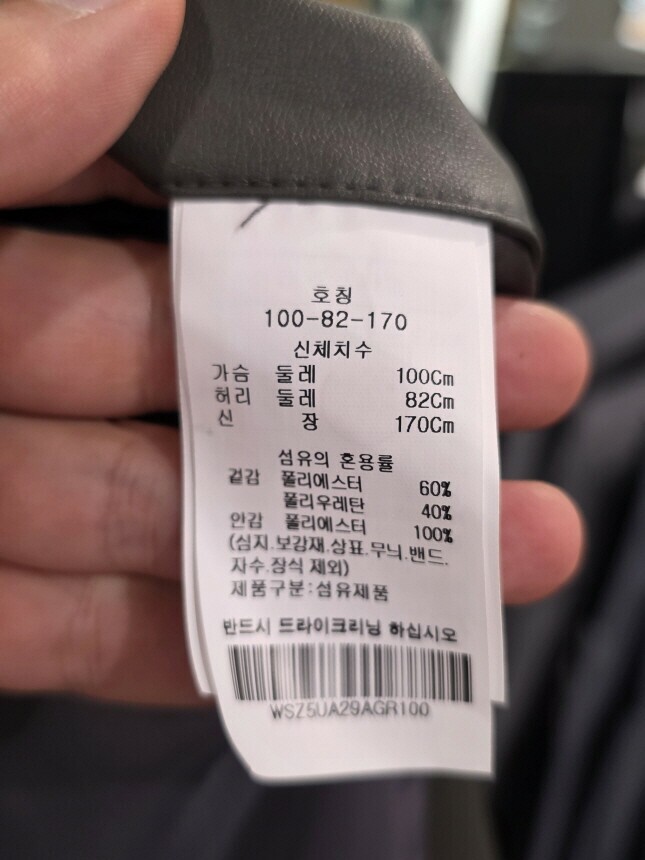 호칭
100-82-170
신체치수
가슴 둘레 100Cm
허리 둘레 82Cm
신 장 170Cm
섬유의 혼용률
겉감 폴리에스터 60%
폴리우레탄 40%
안감 폴리에스터 100%
(심지.보강재.상표.무늬.밴드.
자수.장식 제외)
제품구분:섬유제품
반드시 드라이크리닝 하십시오
WSZ5UA29AGR100